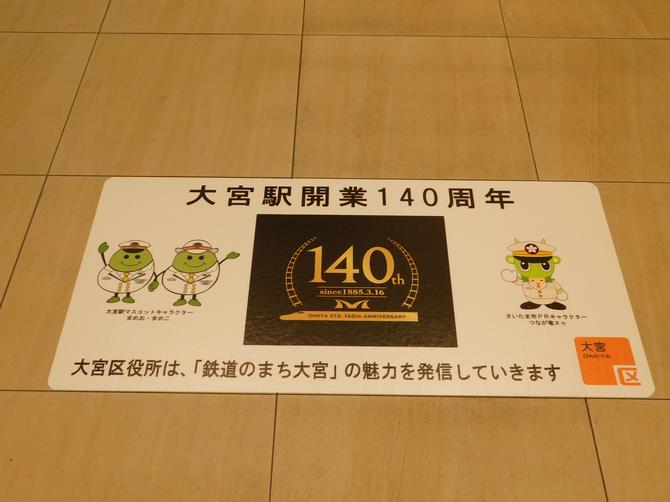 大宮駅開業140周年
140th
since1885.3.16
OMIYA STA. 140th ANNIVERSARY
大宮駅マスコットキャラクター
まめお・まめこ
さいたま市PRキャラクター
つなが竜ヌゥ
大宮区役所は、「鉄道のまち大宮」の魅力を発信していきます
大宮
OMIYA
区